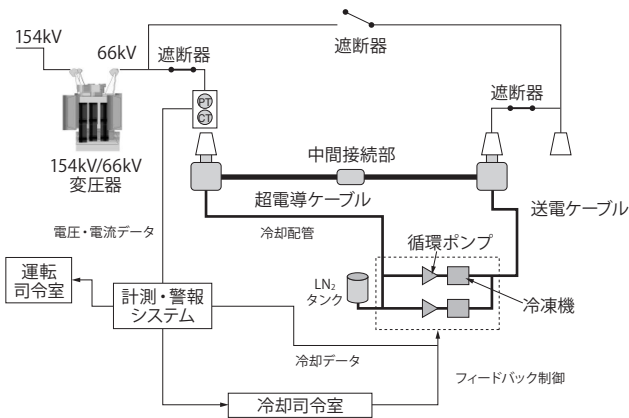 154kV
66kV
遮断器
遮断器
PT
CT
遮断器
154kV/66kV
変圧器
中間接続部
超電導ケーブル
送電ケーブル
電圧・電流データ
冷却配管
循環ポンプ
LN₂
タンク
冷凍機
運転
司令室
計測・警報
システム
冷却データ
フィードバック制御
冷却司令室